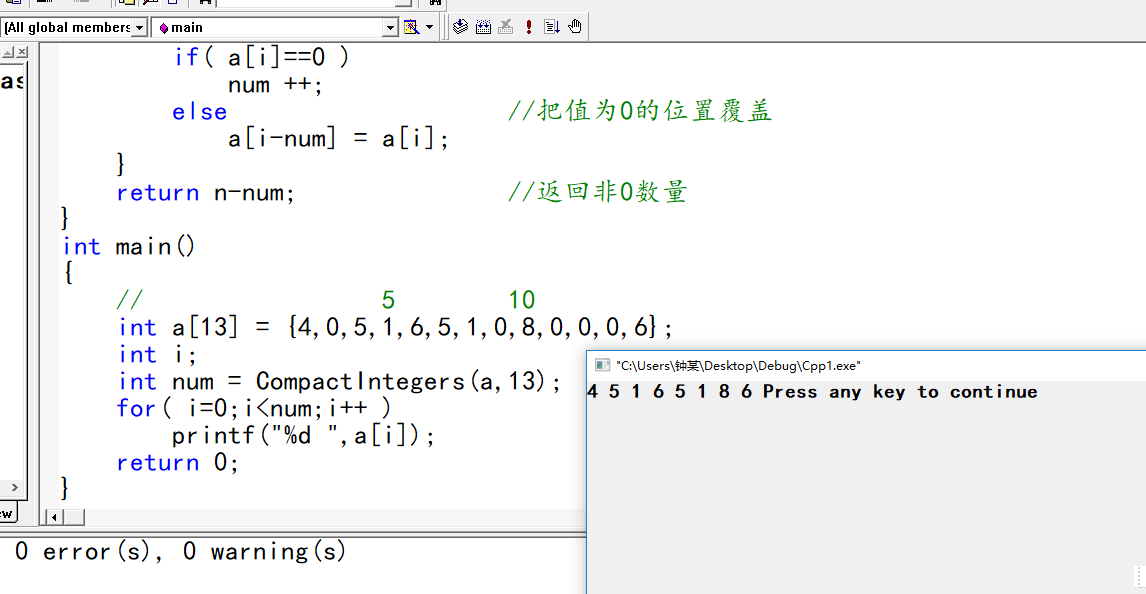 [All global members
main
as
if( a[i]==0 )
num ++;
else //把值为0的位置覆盖
a[i-num] = a[i];
}
return n-num; //返回非0数量
}
int main()
{
// 5 10
int a[13] = {4,0,5,1,6,5,1,0,8,0,0,0,6};
int i;
int num = CompactIntegers(a,13);
for( i=0;i<num;i++ )
printf("%d ",a[i]);
return 0;
}
ew
0 error(s), 0 warning(s)
"C:\Users\钟某\Desktop\Debug\Cpp1.exe"
4 5 1 6 5 1 8 6 Press any key to continue